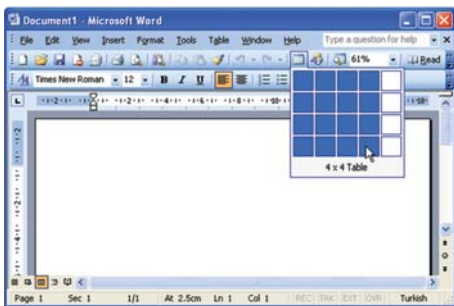 Document1 - Microsoft Word
File Edit View Insert Format Tools Table Window Help Type a question for help
61% Read
Times New Roman 12 B I U
4 x 4 Table
Page 1 Sec 1 1/1 At 2.5cm Ln 1 Col 1 REC TRK EXT OVR Turkish